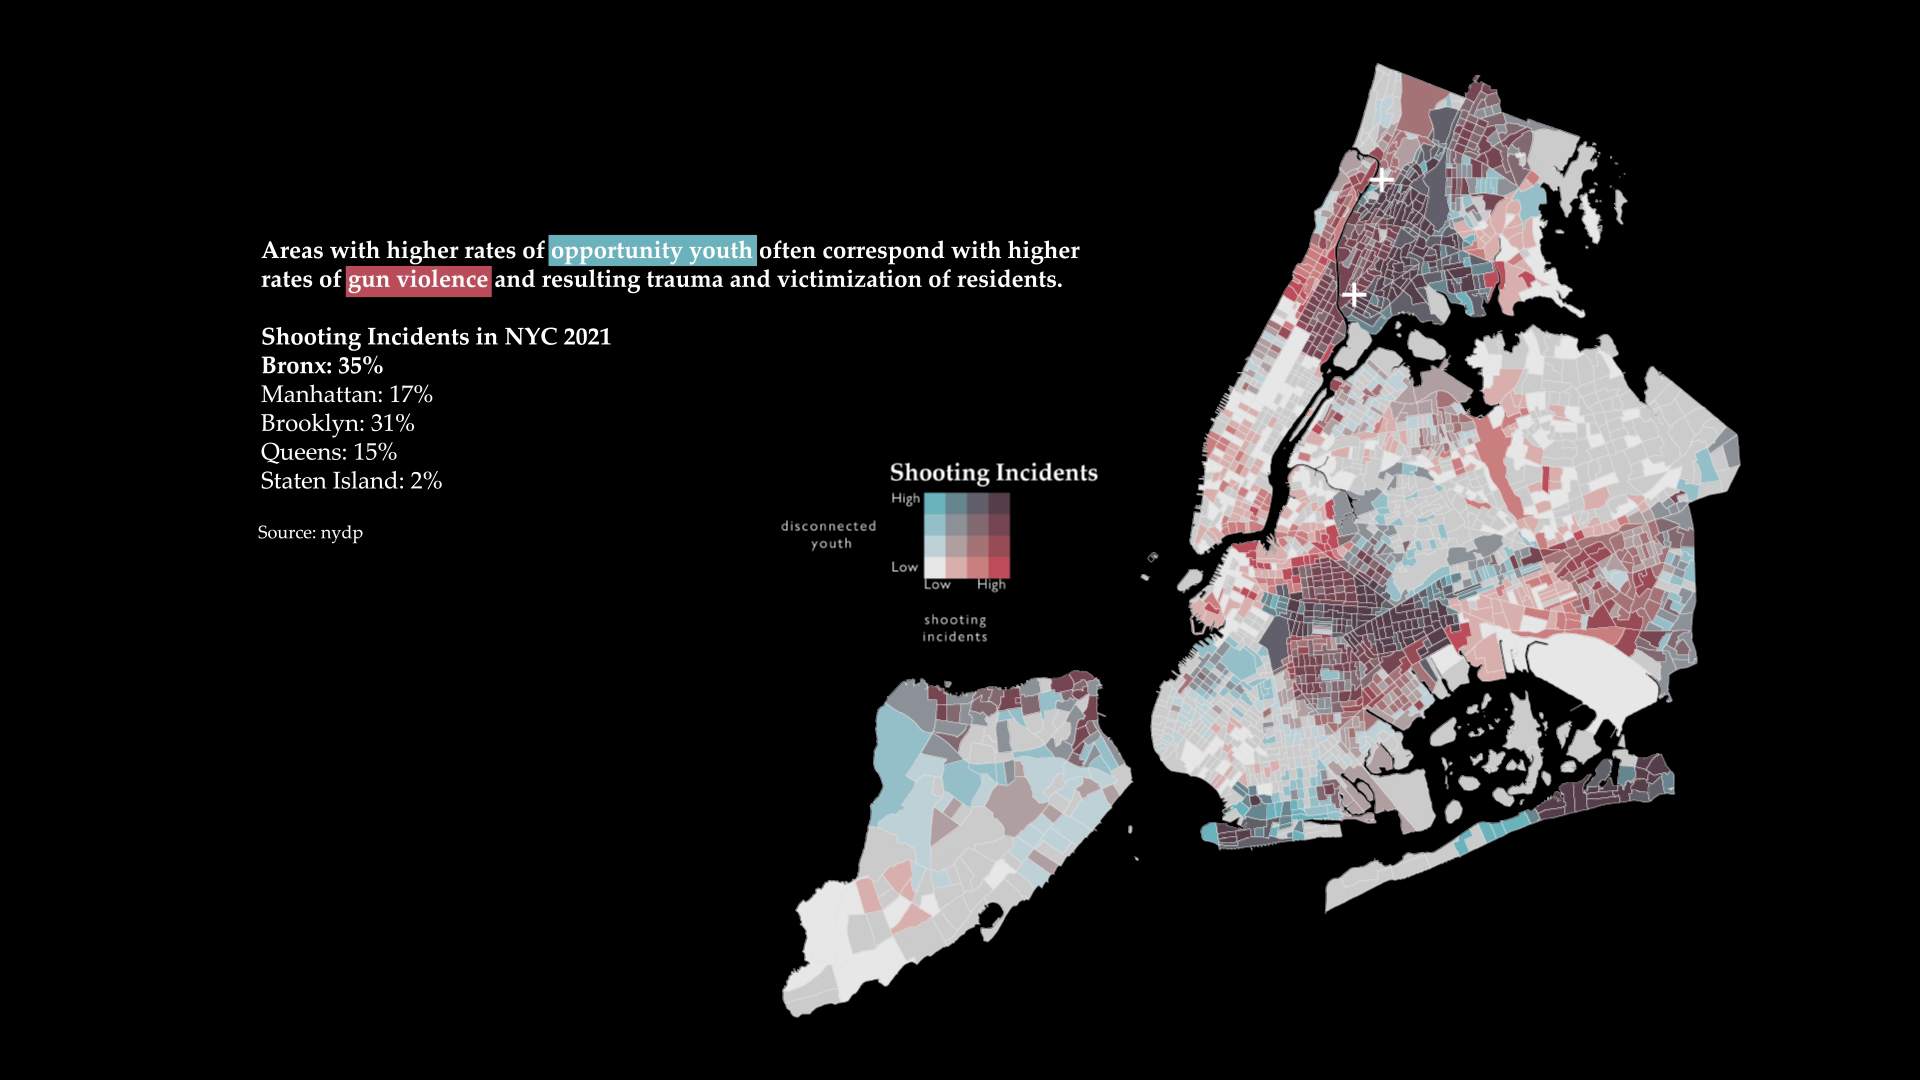 Areas with higher rates of opportunity youth often correspond with higher
rates of gun violence and resulting trauma and victimization of residents.
Shooting Incidents in NYC 2021
Bronx: 35%
Manhattan: 17%
Brooklyn: 31%
Queens: 15%
Staten Island: 2%
Source: nydp
Shooting Incidents
High
disconnected
youth
Low
Low High
shooting
incidents